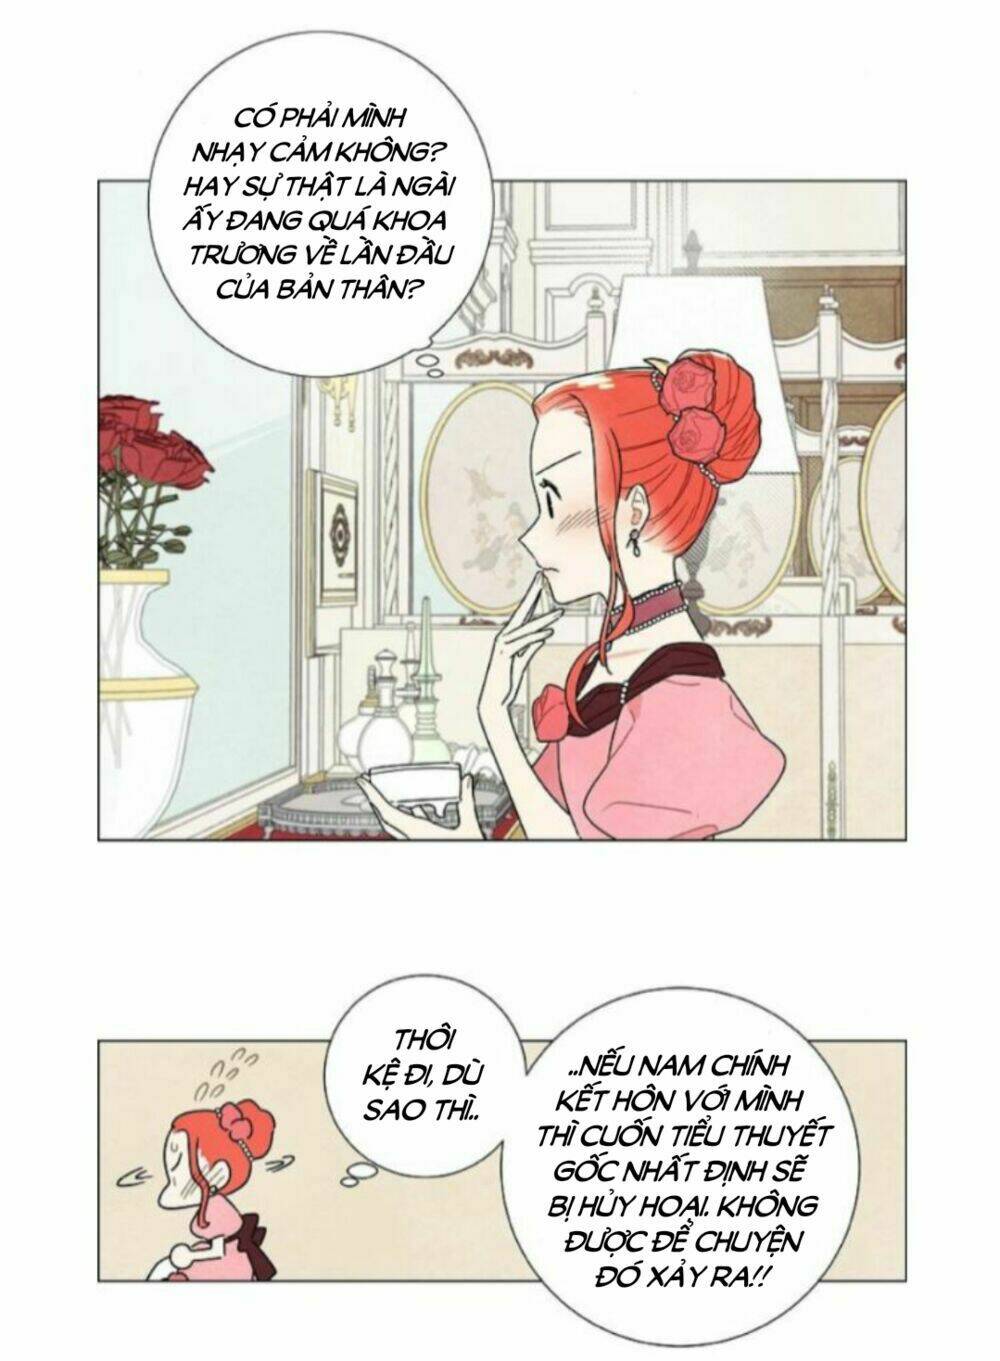 CÓ PHẢI MÌNH
NHẠY CẢM KHÔNG?
HAY SỰ THẬT LÀ NGÀI
ẤY ĐANG QUÁ KHOA
TRƯƠNG VỀ LẦN ĐẦU
CỦA BẢN THÂN?
THÔI
KỆ ĐI, DÙ
SAO THÌ..
..NẾU NAM CHÍNH
KẾT HÔN VỚI MÌNH
THÌ CUỐN TIỂU THUYẾT
GỐC NHẤT ĐỊNH SẼ
BỊ HỦY HOẠI. KHÔNG
ĐƯỢC ĐỂ CHUYỆN
ĐÓ XẢY RA!!